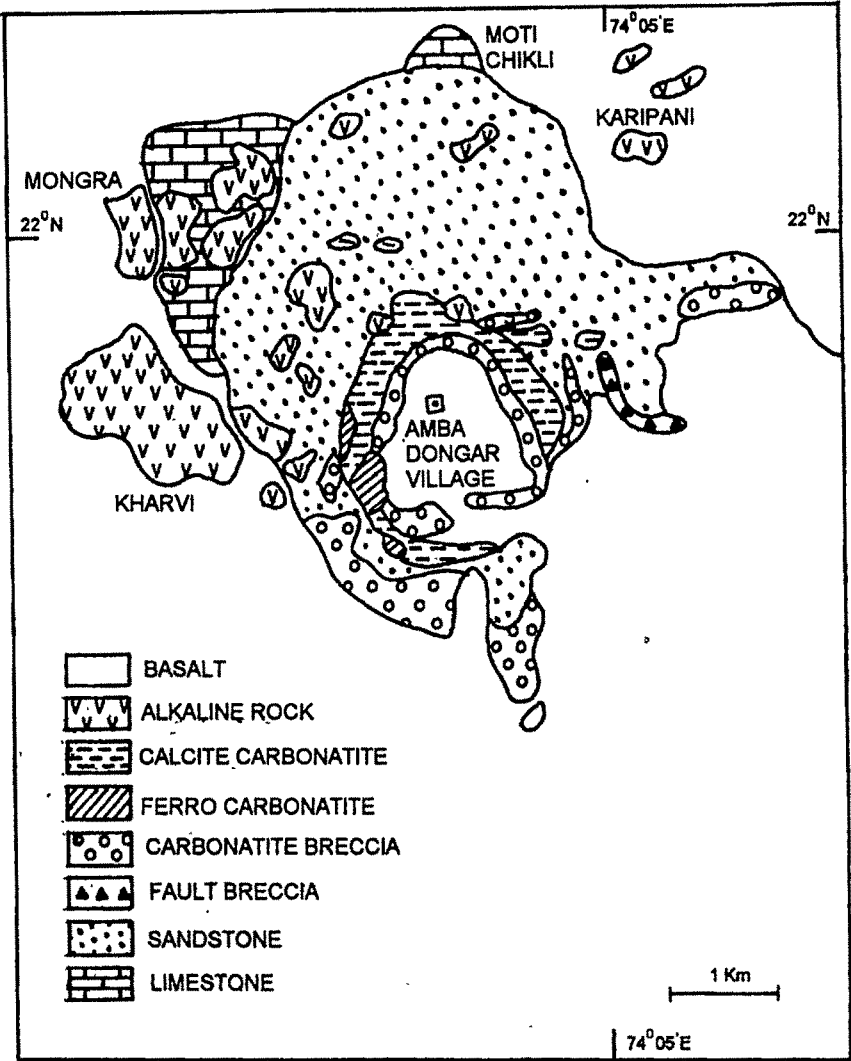 74°05'E
MOTI
CHIKLI
KARIPANI
MONGRA
22°N
22°N
AMBA
DONGAR
VILLAGE
KHARVI
BASALT
ALKALINE ROCK
CALCITE CARBONATITE
FERRO CARBONATITE
CARBONATITE BRECCIA
FAULT BRECCIA
SANDSTONE
LIMESTONE
1 Km
74°05'E